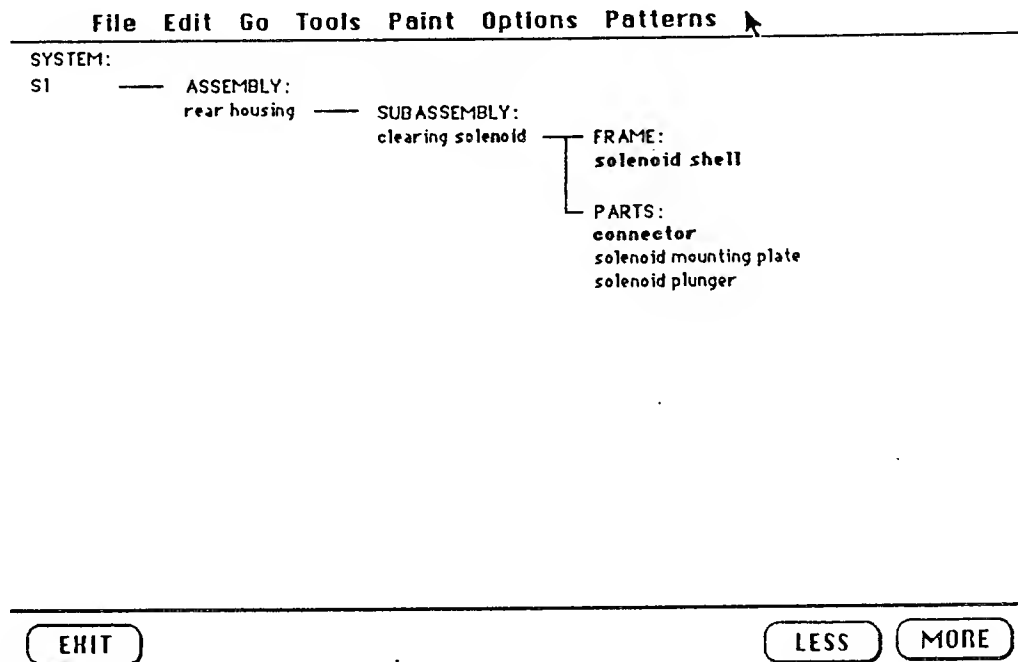 File Edit Go Tools Paint Options Patterns
SYSTEM:
S1
ASSEMBLY:
rear housing
SUBASSEMBLY:
clearing solenoid
FRAME:
solenoid shell
PARTS:
connector
solenoid mounting plate
solenoid plunger
EXIT
LESS
MORE